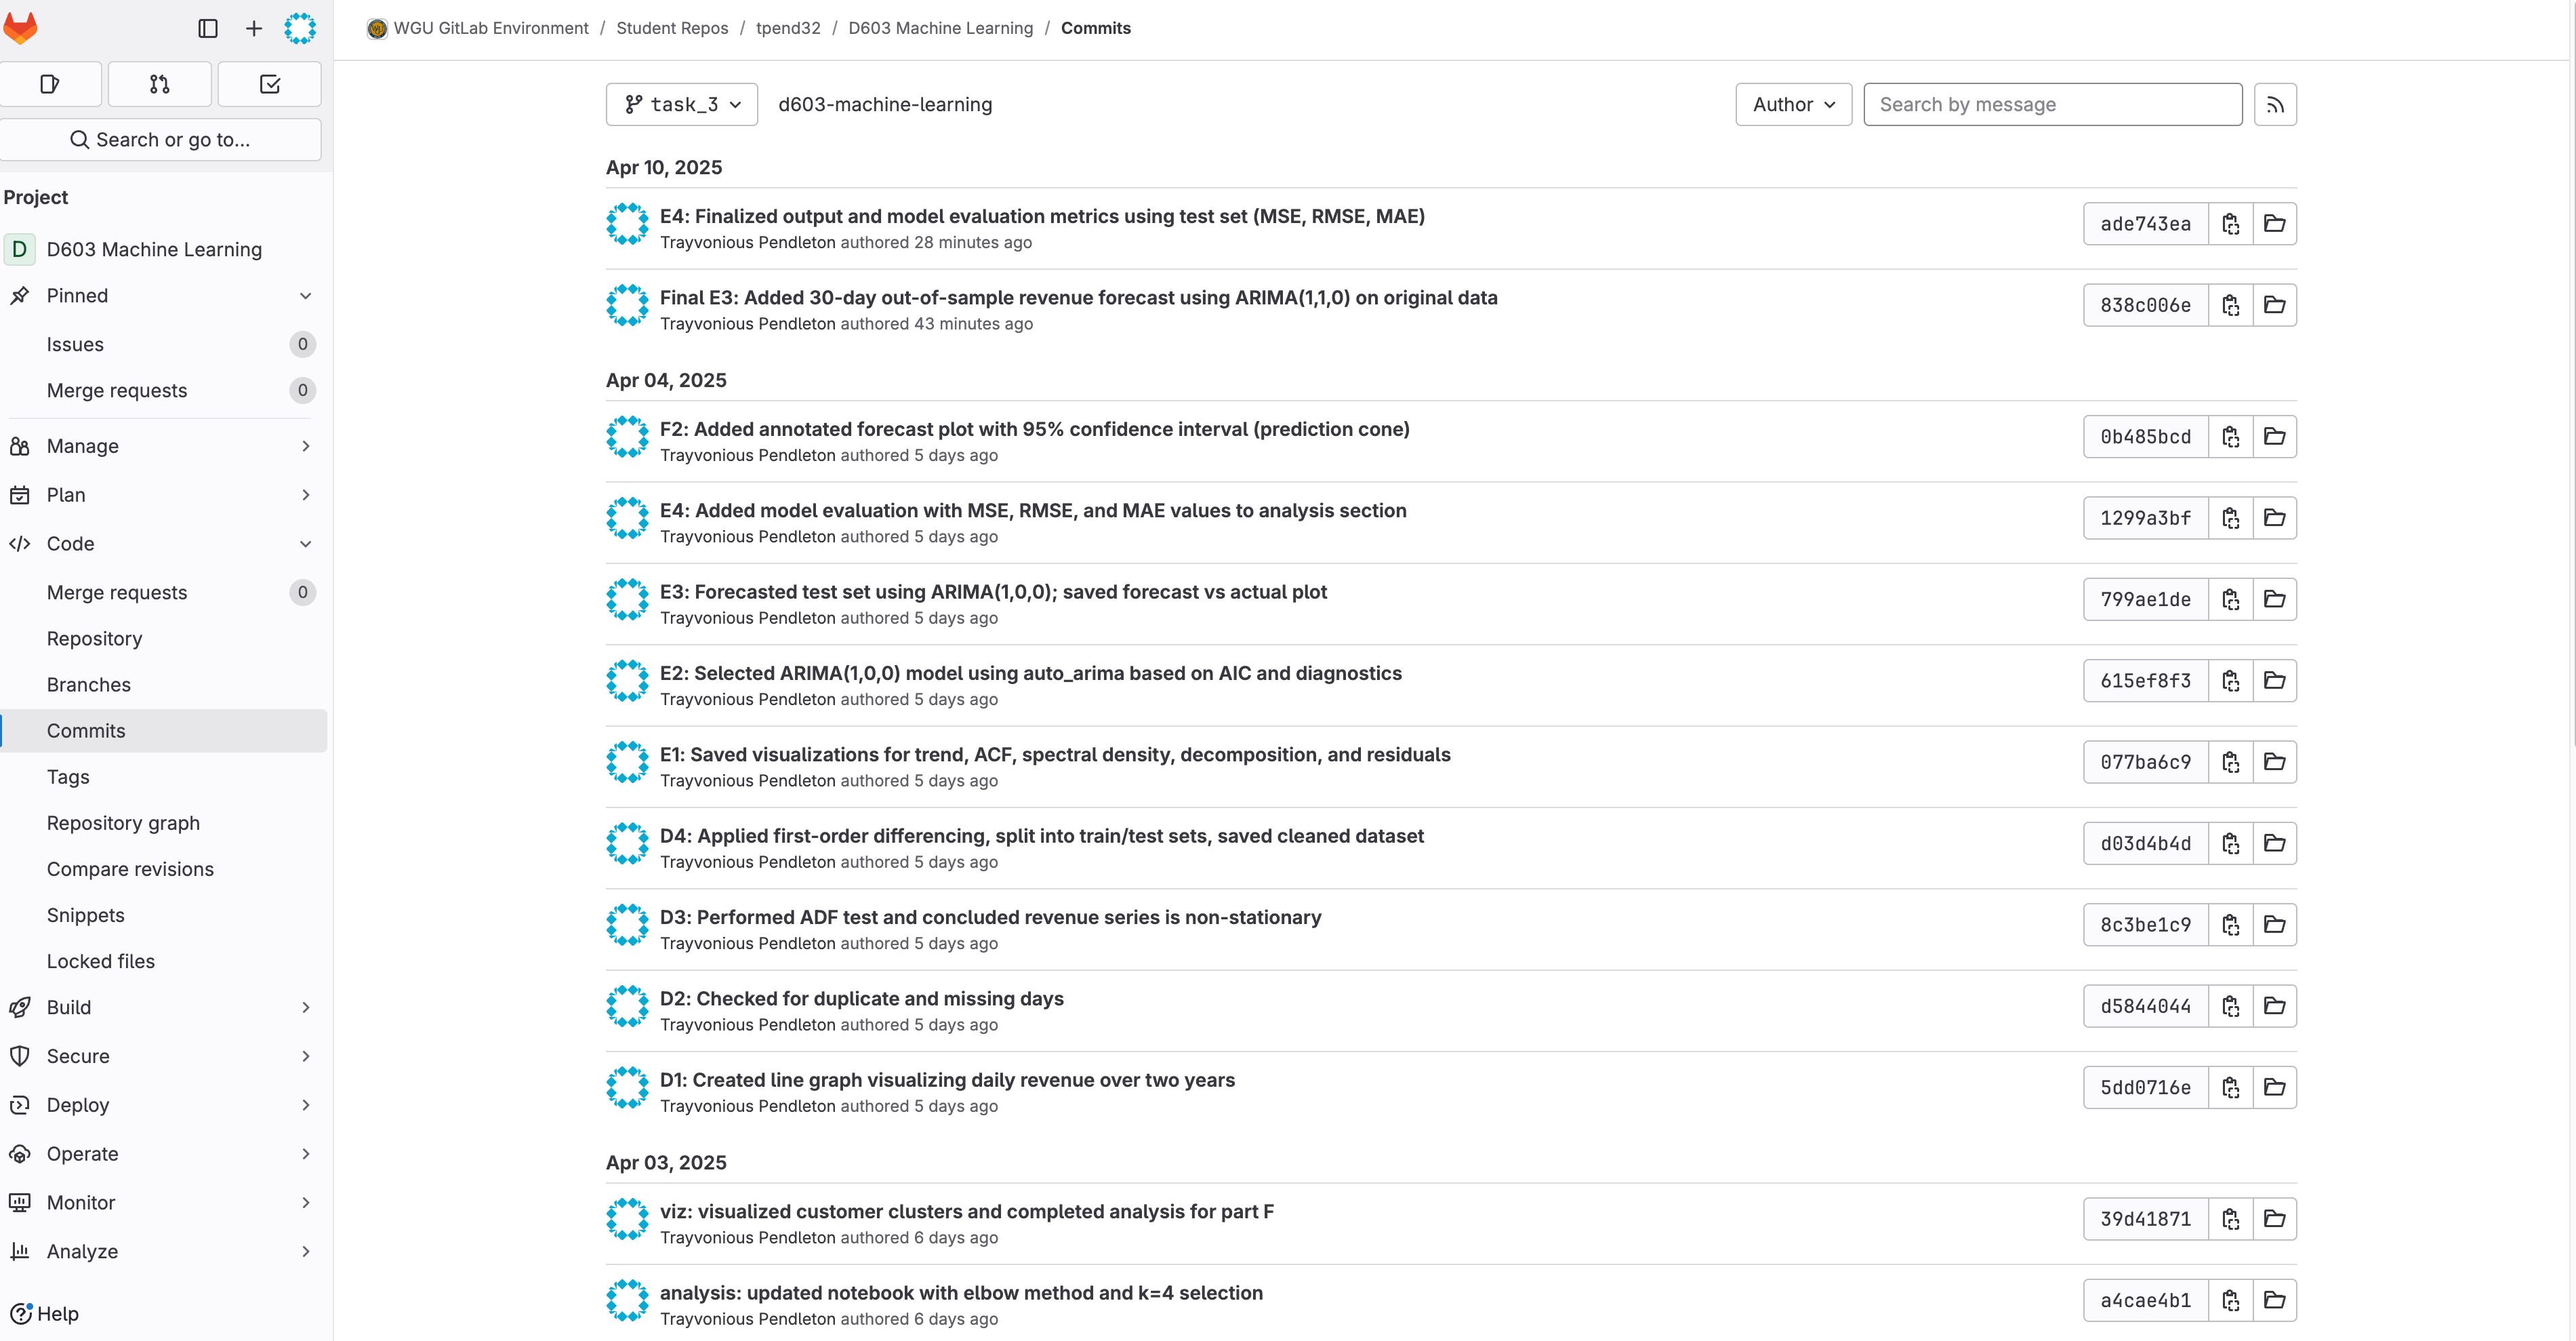 WGU GitLab Environment / Student Repos / tpend32 / D603 Machine Learning / Commits
Search or go to...
Project
D D603 Machine Learning
Pinned
Issues 0
Merge requests 0
Manage
Plan
Code
Merge requests 0
Repository
Branches
Commits
Tags
Repository graph
Compare revisions
Snippets
Locked files
Build
Secure
Deploy
Operate
Monitor
Analyze
Help
task_3 d603-machine-learning Author Search by message
Apr 10, 2025
E4: Finalized output and model evaluation metrics using test set (MSE, RMSE, MAE)
Trayvonious Pendleton authored 28 minutes ago
ade743ea
Final E3: Added 30-day out-of-sample revenue forecast using ARIMA(1,1,0) on original data
Trayvonious Pendleton authored 43 minutes ago
838c006e
Apr 04, 2025
F2: Added annotated forecast plot with 95% confidence interval (prediction cone)
Trayvonious Pendleton authored 5 days ago
0b485bcd
E4: Added model evaluation with MSE, RMSE, and MAE values to analysis section
Trayvonious Pendleton authored 5 days ago
1299a3bf
E3: Forecasted test set using ARIMA(1,0,0); saved forecast vs actual plot
Trayvonious Pendleton authored 5 days ago
799ae1de
E2: Selected ARIMA(1,0,0) model using auto_arima based on AIC and diagnostics
Trayvonious Pendleton authored 5 days ago
615ef8f3
E1: Saved visualizations for trend, ACF, spectral density, decomposition, and residuals
Trayvonious Pendleton authored 5 days ago
077ba6c9
D4: Applied first-order differencing, split into train/test sets, saved cleaned dataset
Trayvonious Pendleton authored 5 days ago
d03d4b4d
D3: Performed ADF test and concluded revenue series is non-stationary
Trayvonious Pendleton authored 5 days ago
8c3be1c9
D2: Checked for duplicate and missing days
Trayvonious Pendleton authored 5 days ago
d5844044
D1: Created line graph visualizing daily revenue over two years
Trayvonious Pendleton authored 5 days ago
5dd0716e
Apr 03, 2025
viz: visualized customer clusters and completed analysis for part F
Trayvonious Pendleton authored 6 days ago
39d41871
analysis: updated notebook with elbow method and k=4 selection
Trayvonious Pendleton authored 6 days ago
a4cae4b1